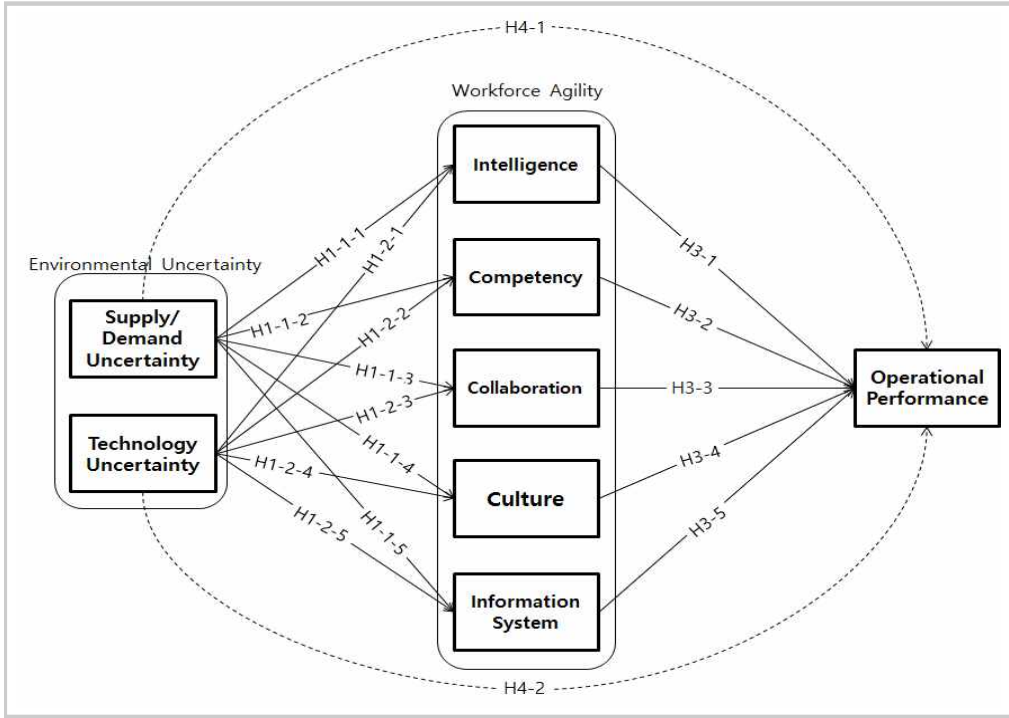 H4-1
Workforce Agility
Intelligence
H1-1-1
H1-2-1
H3-1
Environmental Uncertainty
Competency
Supply/
Demand
Uncertainty
H1-1-2
H1-2-2
H3-2
H1-1-3
Collaboration
H3-3
Operational
Performance
H1-2-3
Technology
Uncertainty
H1-1-4
H3-4
H1-2-4
Culture
H1-2-5
H1-1-5
H3-5
Information
System
H4-2